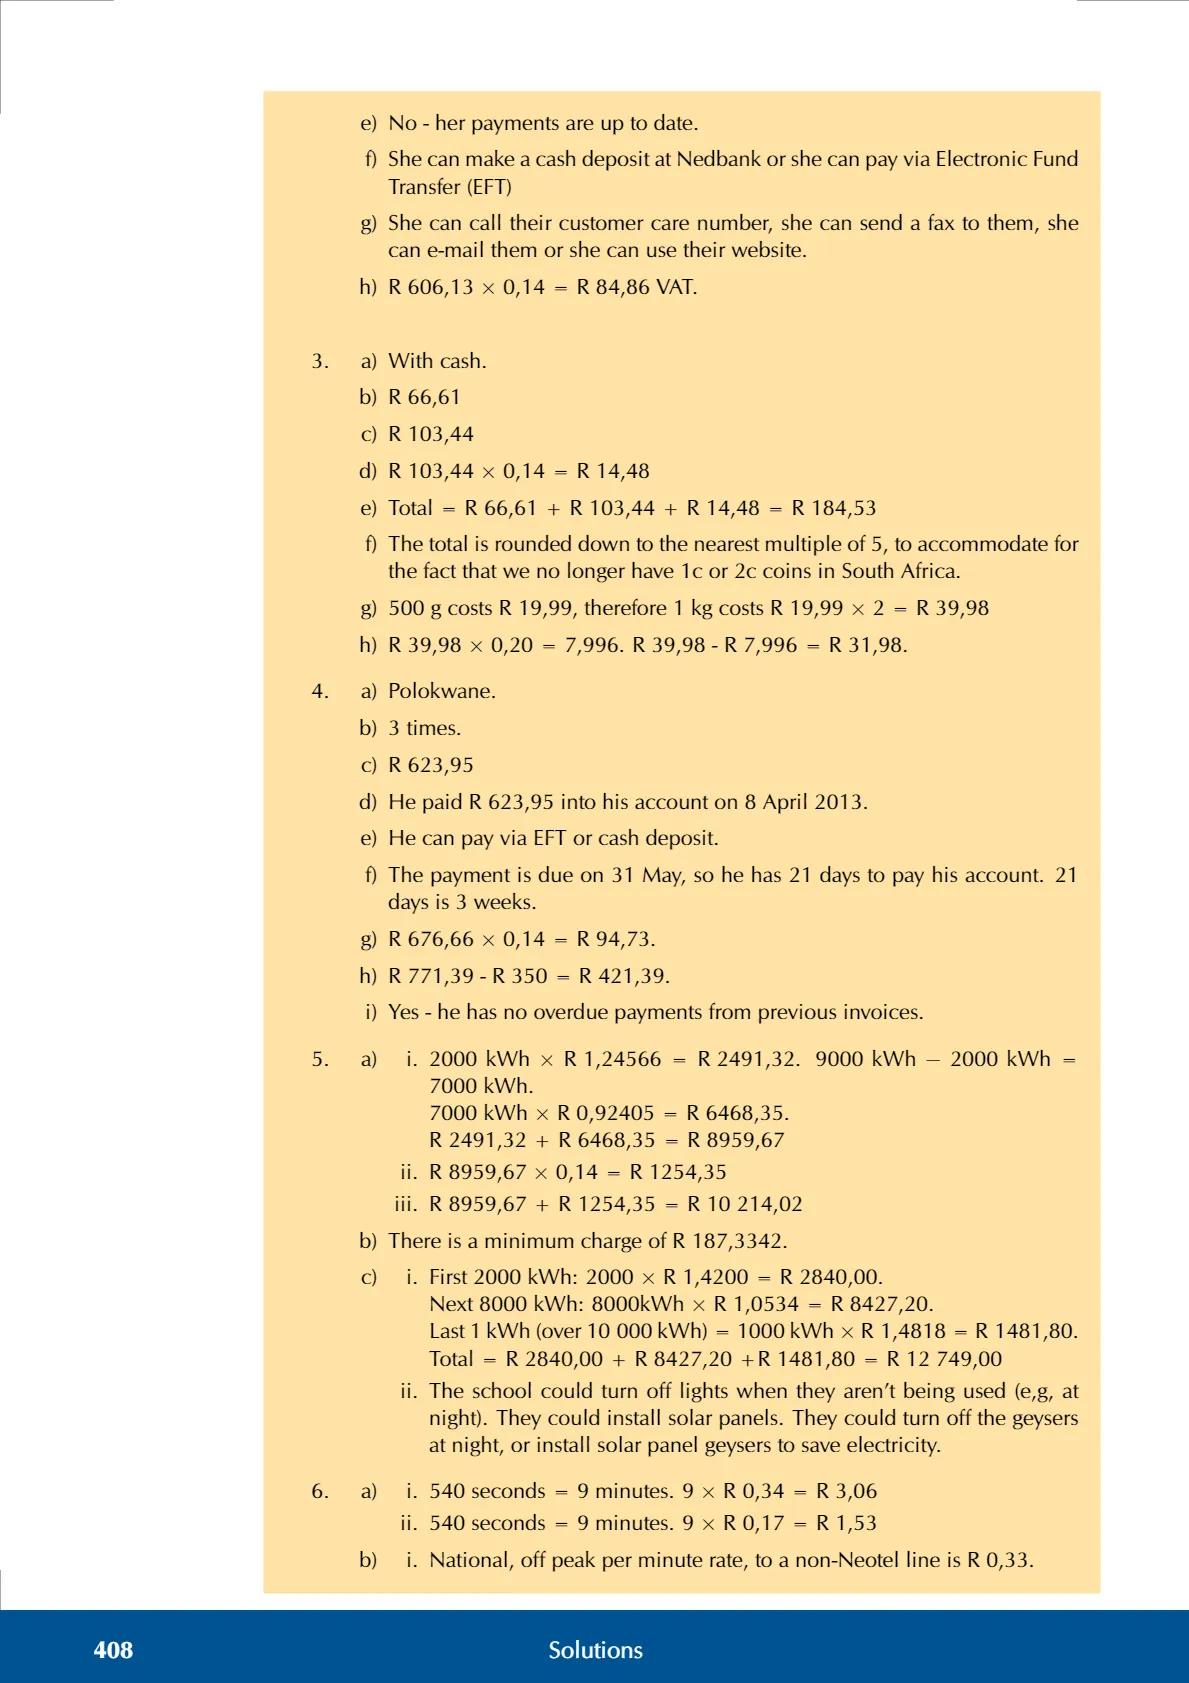 e) No - her payments are up to date.
f) She can make a cash deposit at Nedbank or she can pay via Electronic Fund
Transfer (EFT)
g) She can call their customer care number, she can send a fax to them, she
can e-mail them or she can use their website.
h) R 606,13 × 0,14 = R 84,86 VAT.
3. a) With cash.
b) R 66,61
c) R 103,44
d) R 103,44 × 0,14 = R 14,48
e) Total = R 66,61 + R 103,44 + R 14,48 = R 184,53
f) The total is rounded down to the nearest multiple of 5, to accommodate for
the fact that we no longer have 1c or 2c coins in South Africa.
g) 500 g costs R 19,99, therefore 1 kg costs R 19,99 × 2 = R 39,98
h) R 39,98 × 0,20 = 7,996. R 39,98 - R 7,996 = R 31,98.
4. a) Polokwane.
b) 3 times.
c) R 623,95
d) He paid R 623,95 into his account on 8 April 2013.
e) He can pay via EFT or cash deposit.
f) The payment is due on 31 May, so he has 21 days to pay his account. 21
days is 3 weeks.
g) R 676,66 × 0,14 = R 94,73.
h) R 771,39 - R 350 = R 421,39.
i) Yes - he has no overdue payments from previous invoices.
5. a) i. 2000 kWh × R 1,24566 = R 2491,32. 9000 kWh − 2000 kWh =
7000 kWh.
7000 kWh × R 0,92405 = R 6468,35.
R 2491,32 + R 6468,35 = R 8959,67
ii. R 8959,67 × 0,14 = R 1254,35
iii. R 8959,67 + R 1254,35 = R 10 214,02
b) There is a minimum charge of R 187,3342.
c) i. First 2000 kWh: 2000 × R 1,4200 = R 2840,00.
Next 8000 kWh: 8000kWh × R 1,0534 = R 8427,20.
Last 1 kWh (over 10 000 kWh) = 1000 kWh × R 1,4818 = R 1481,80.
Total = R 2840,00 + R 8427,20 +R 1481,80 = R 12 749,00
ii. The school could turn off lights when they aren't being used (e,g, at
night). They could install solar panels. They could turn off the geysers
at night, or install solar panel geysers to save electricity.
6. a) i. 540 seconds = 9 minutes. 9 × R 0,34 = R 3,06
ii. 540 seconds = 9 minutes. 9 × R 0,17 = R 1,53
b) i. National, off peak per minute rate, to a non-Neotel line is R 0,33.
408 Solutions